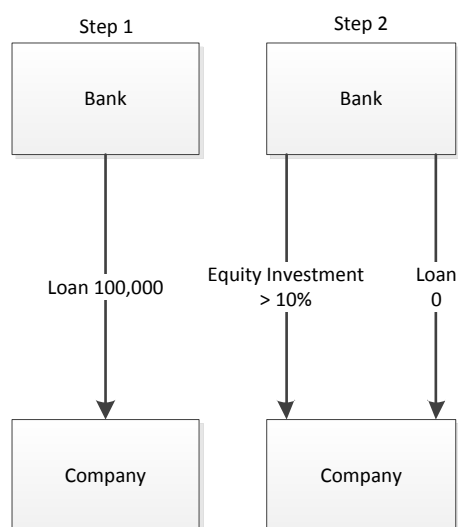 Step 1
Bank
Loan 100,000
Company
Step 2
Bank
Equity Investment
> 10%
Loan
0
Company